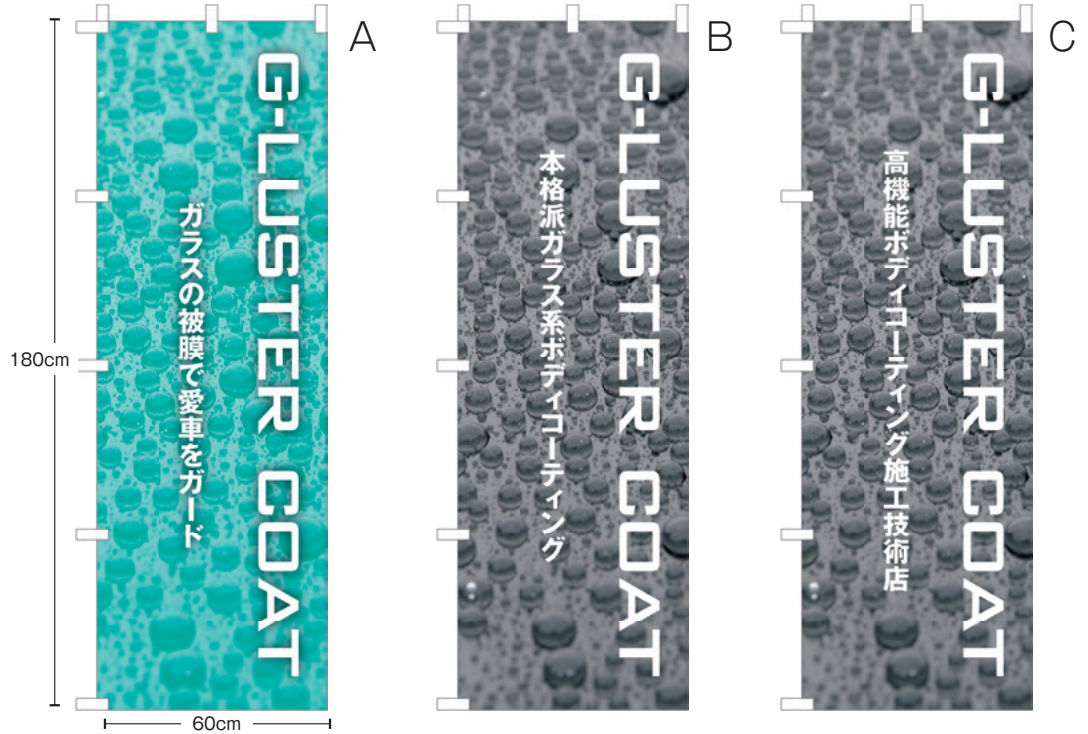 A
G-LUSTER COAT
ガラスの被膜で愛車をガード
180cm
60cm
B
G-LUSTER COAT
本格派ガラス系ボディコーティング
C
G-LUSTER COAT
高機能ボディコーティング施工技術店